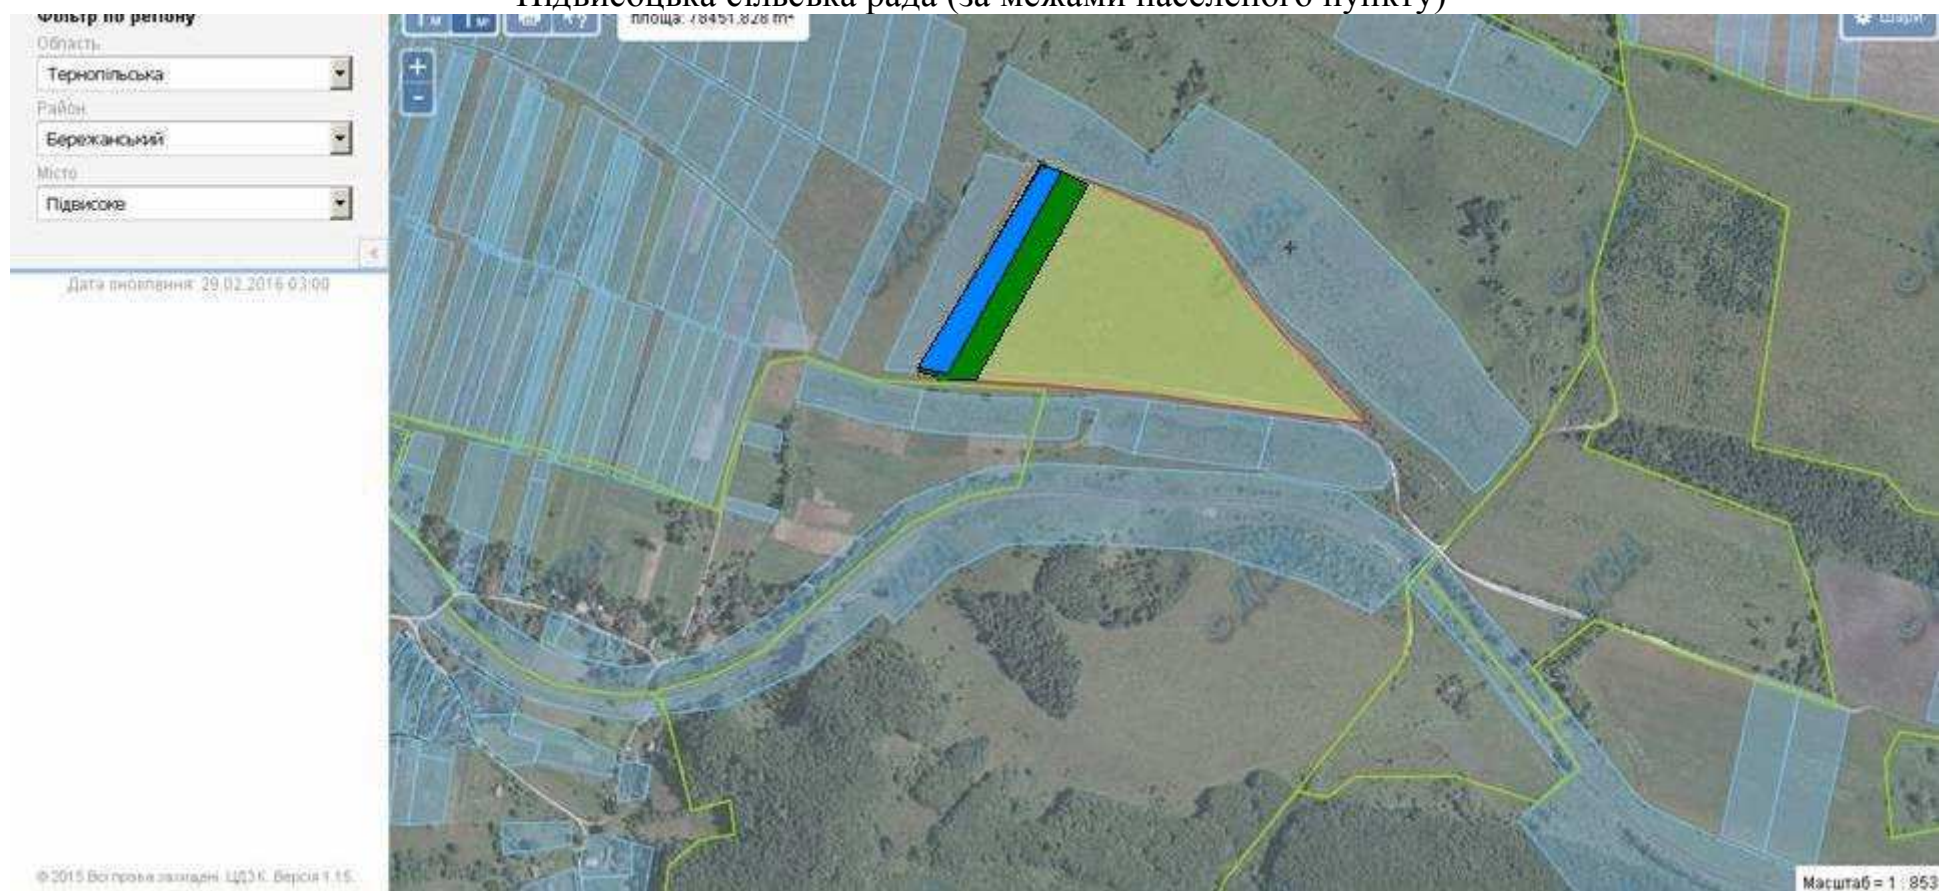 Підвисоцька сільська рада (за межами населеного пункту)
Фільтр по регіону
Область
Тернопільська
Район
Бережанський
Місто
Підвисоке
Дата оновлення: 29.02.2016 03:00
© 2015 Всі права захищені. ЦДЗК. Версія 1.15.
+
-
площа: 78451.828 m²
Шари
Масштаб = 1 : 853